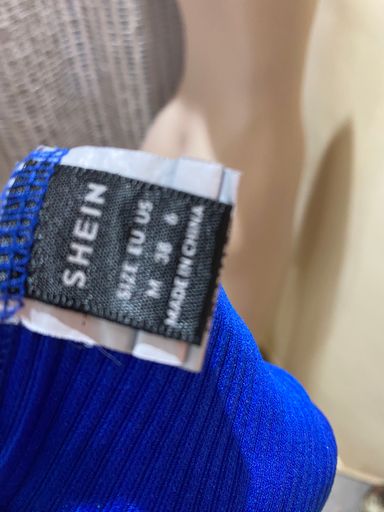 SHEIN
SIZE EU US
M 38 6
MADE IN CHINA